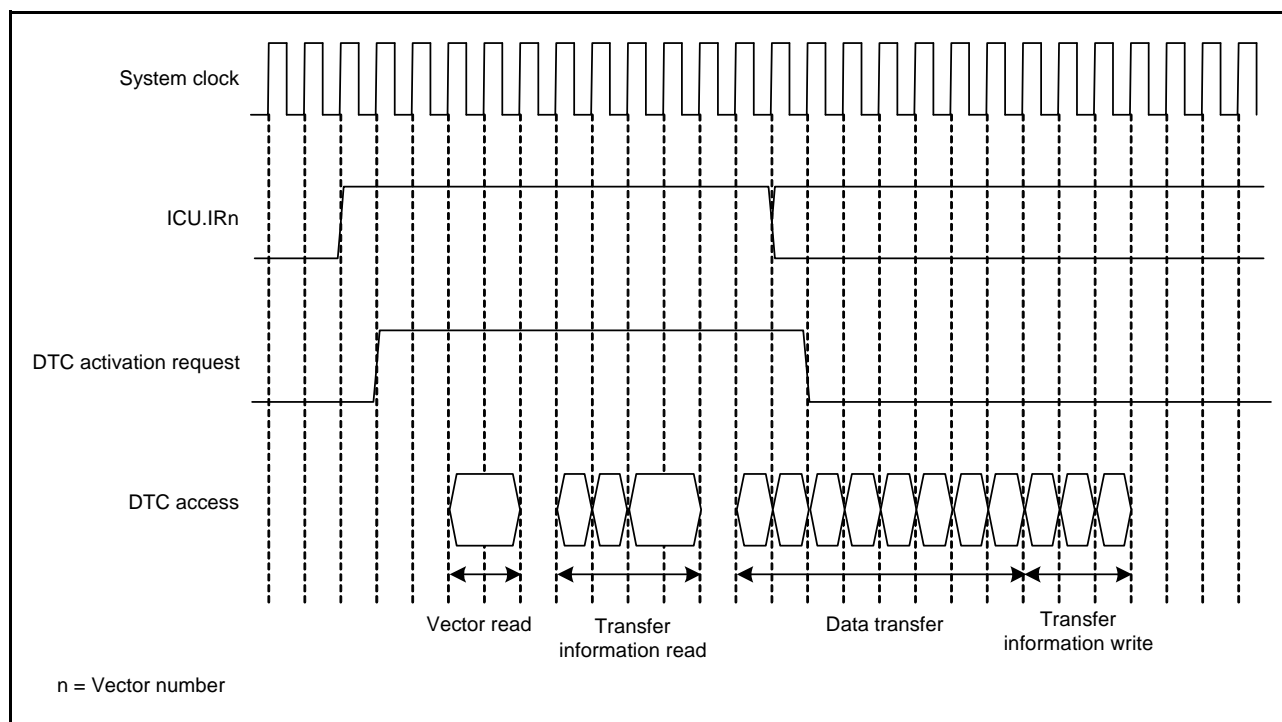 System clock
ICU.IRn
DTC activation request
DTC access
Vector read
Transfer
information read
Data transfer
Transfer
information write
n = Vector number